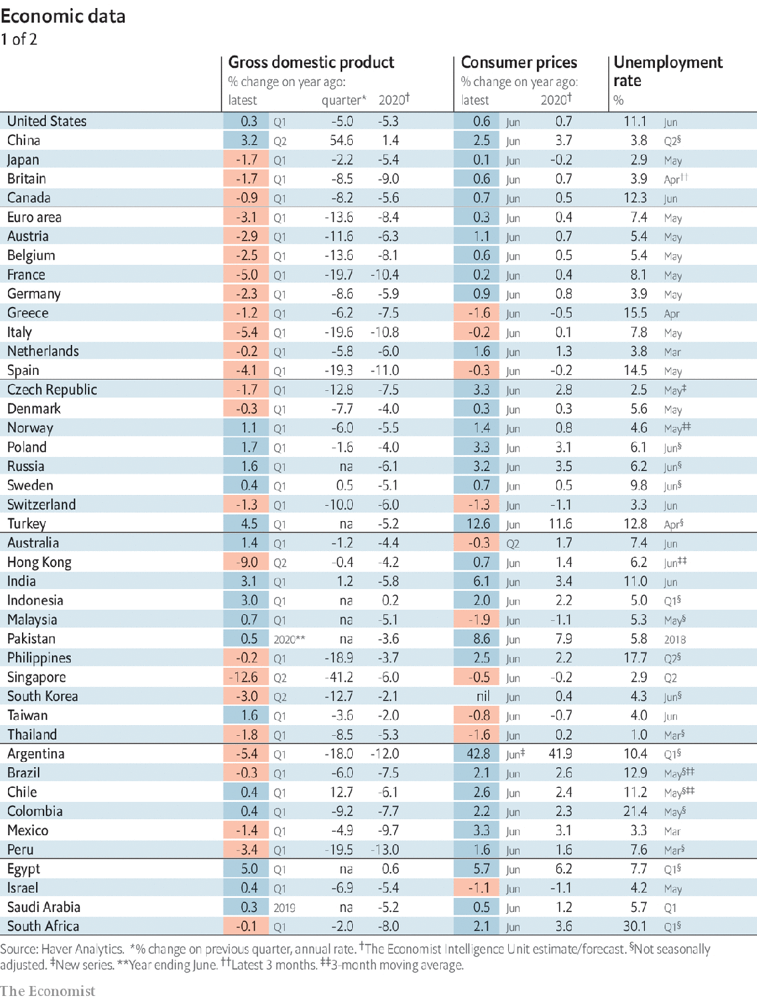 Economic data
1 of 2
Gross domestic product Consumer prices Unemployment
% change on year ago: % change on year ago: rate
latest quarter* 2020† latest 2020† %
United States 0.3 Q1 -5.0 -5.3 0.6 Jun 0.7 11.1 Jun
China 3.2 Q2 54.6 1.4 2.5 Jun 3.7 3.8 Q2§
Japan -1.7 Q1 -2.2 -5.4 0.1 Jun -0.2 2.9 May
Britain -1.7 Q1 -8.5 -9.0 0.6 Jun 0.7 3.9 Apr††
Canada -0.9 Q1 -8.2 -5.6 0.7 Jun 0.5 12.3 Jun
Euro area -3.1 Q1 -13.6 -8.4 0.3 Jun 0.4 7.4 May
Austria -2.9 Q1 -11.6 -6.3 1.1 Jun 0.7 5.4 May
Belgium -2.5 Q1 -13.6 -8.1 0.6 Jun 0.5 5.4 May
France -5.0 Q1 -19.7 -10.4 0.2 Jun 0.4 8.1 May
Germany -2.3 Q1 -8.6 -5.9 0.9 Jun 0.8 3.9 May
Greece -1.2 Q1 -6.2 -7.5 -1.6 Jun -0.5 15.5 Apr
Italy -5.4 Q1 -19.6 -10.8 -0.2 Jun 0.1 7.8 May
Netherlands -0.2 Q1 -5.8 -6.0 1.6 Jun 1.3 3.8 Mar
Spain -4.1 Q1 -19.3 -11.0 -0.3 Jun -0.2 14.5 May
Czech Republic -1.7 Q1 -12.8 -7.5 3.3 Jun 2.8 2.5 May‡
Denmark -0.3 Q1 -7.7 -4.0 0.3 Jun 0.3 5.6 May
Norway 1.1 Q1 -6.0 -5.5 1.4 Jun 0.8 4.6 May‡‡
Poland 1.7 Q1 -1.6 -4.0 3.3 Jun 3.1 6.1 Jun§
Russia 1.6 Q1 na -6.1 3.2 Jun 3.5 6.2 Jun§
Sweden 0.4 Q1 0.5 -5.1 0.7 Jun 0.5 9.8 Jun§
Switzerland -1.3 Q1 -10.0 -6.0 -1.3 Jun -1.1 3.3 Jun
Turkey 4.5 Q1 na -5.2 12.6 Jun 11.6 12.8 Apr§
Australia 1.4 Q1 -1.2 -4.4 -0.3 Q2 1.7 7.4 Jun
Hong Kong -9.0 Q2 -0.4 -4.2 0.7 Jun 1.4 6.2 Jun‡‡
India 3.1 Q1 1.2 -5.8 6.1 Jun 3.4 11.0 Jun
Indonesia 3.0 Q1 na 0.2 2.0 Jun 2.2 5.0 Q1§
Malaysia 0.7 Q1 na -5.1 -1.9 Jun -1.1 5.3 May§
Pakistan 0.5 2020** na -3.6 8.6 Jun 7.9 5.8 2018
Philippines -0.2 Q1 -18.9 -3.7 2.5 Jun 2.2 17.7 Q2§
Singapore -12.6 Q2 -41.2 -6.0 -0.5 Jun -0.2 2.9 Q2
South Korea -3.0 Q2 -12.7 -2.1 nil Jun 0.4 4.3 Jun§
Taiwan 1.6 Q1 -3.6 -2.0 -0.8 Jun -0.7 4.0 Jun
Thailand -1.8 Q1 -8.5 -5.3 -1.6 Jun 0.2 1.0 Mar§
Argentina -5.4 Q1 -18.0 -12.0 42.8 Jun‡ 41.9 10.4 Q1§
Brazil -0.3 Q1 -6.0 -7.5 2.1 Jun 2.6 12.9 May§‡‡
Chile 0.4 Q1 12.7 -6.1 2.6 Jun 2.4 11.2 May§‡‡
Colombia 0.4 Q1 -9.2 -7.7 2.2 Jun 2.3 21.4 May§
Mexico -1.4 Q1 -4.9 -9.7 3.3 Jun 3.1 3.3 Mar
Peru -3.4 Q1 -19.5 -13.0 1.6 Jun 1.6 7.6 Mar§
Egypt 5.0 Q1 na 0.6 5.7 Jun 6.2 7.7 Q1§
Israel 0.4 Q1 -6.9 -5.4 -1.1 Jun -1.1 4.2 May
Saudi Arabia 0.3 2019 na -5.2 0.5 Jun 1.2 5.7 Q1
South Africa -0.1 Q1 -2.0 -8.0 2.1 Jun 3.6 30.1 Q1§
Source: Haver Analytics. *% change on previous quarter, annual rate. †The Economist Intelligence Unit estimate/forecast. §Not seasonally
adjusted. ‡New series. **Year ending June. ††Latest 3 months. ‡‡3-month moving average.
The Economist